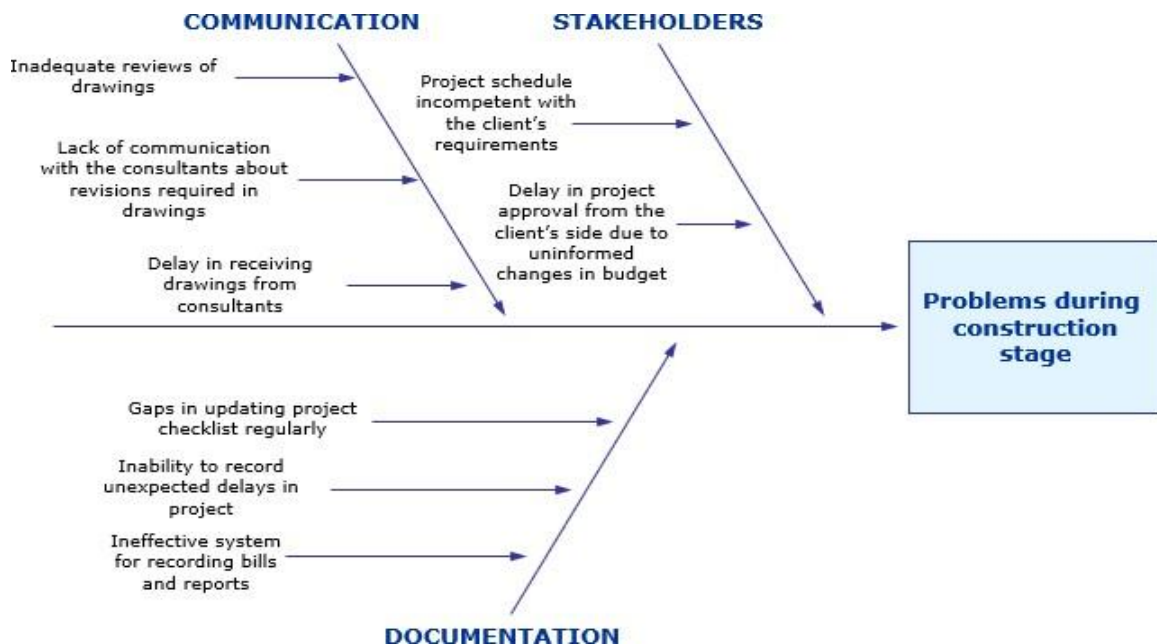 COMMUNICATION
STAKEHOLDERS
Inadequate reviews of
drawings
Lack of communication
with the consultants about
revisions required in
drawings
Delay in receiving
drawings from
consultants
Project schedule
incompetent with
the client's
requirements
Delay in project
approval from the
client's side due to
uninformed
changes in budget
Problems during
construction
stage
Gaps in updating project
checklist regularly
Inability to record
unexpected delays in
project
Ineffective system
for recording bills
and reports
DOCUMENTATION